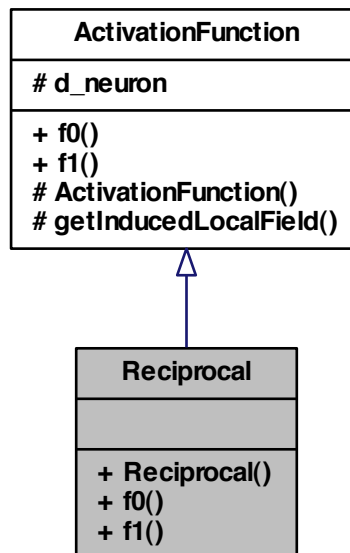 ActivationFunction
# d_neuron
+ f0()
+ f1()
# ActivationFunction()
# getInducedLocalField()
Reciprocal
+ Reciprocal()
+ f0()
+ f1()